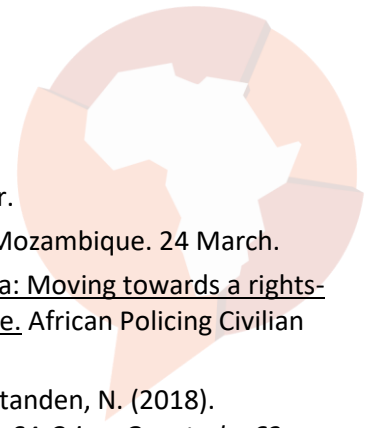 r.
Mozambique. 24 March.
a: Moving towards a rights-
e. African Policing Civilian
tanden, N. (2018).